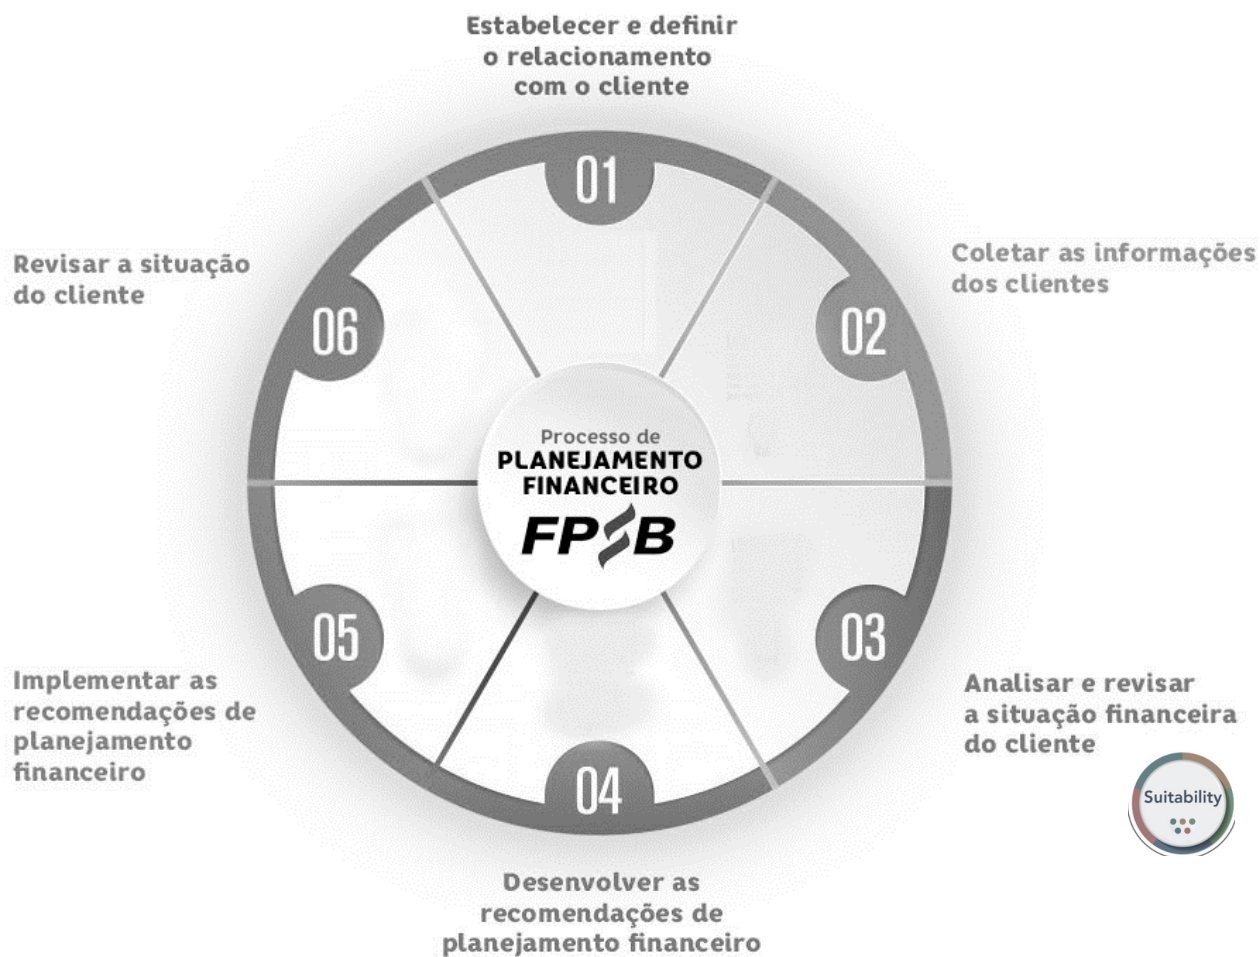 Estabelecer e definir
o relacionamento
com o cliente
01
Coletar as informações
dos clientes
02
Analisar e revisar
a situação financeira
do cliente
03
Suitability
Desenvolver as
recomendações de
planejamento financeiro
04
Implementar as
recomendações de
planejamento
financeiro
05
Revisar a situação
do cliente
06
Processo de
PLANEJAMENTO
FINANCEIRO
FPSB